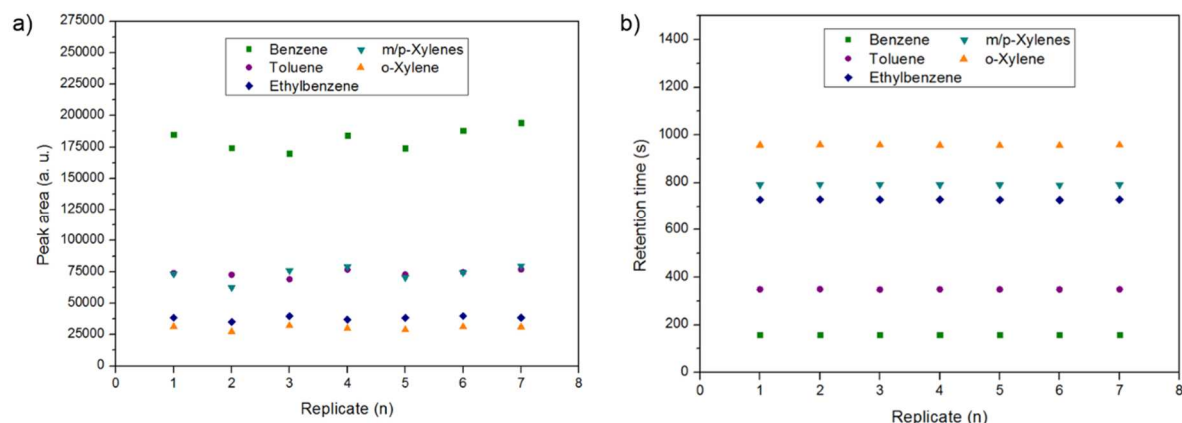 a)
275000
250000
225000
200000
175000
150000
125000
100000
75000
50000
25000
0
Peak area (a. u.)
Benzene
m/p-Xylenes
Toluene
o-Xylene
Ethylbenzene
0 1 2 3 4 5 6 7 8
Replicate (n)
b)
1400
1200
1000
800
600
400
200
0
Retention time (s)
Benzene
m/p-Xylenes
Toluene
o-Xylene
Ethylbenzene
0 1 2 3 4 5 6 7 8
Replicate (n)